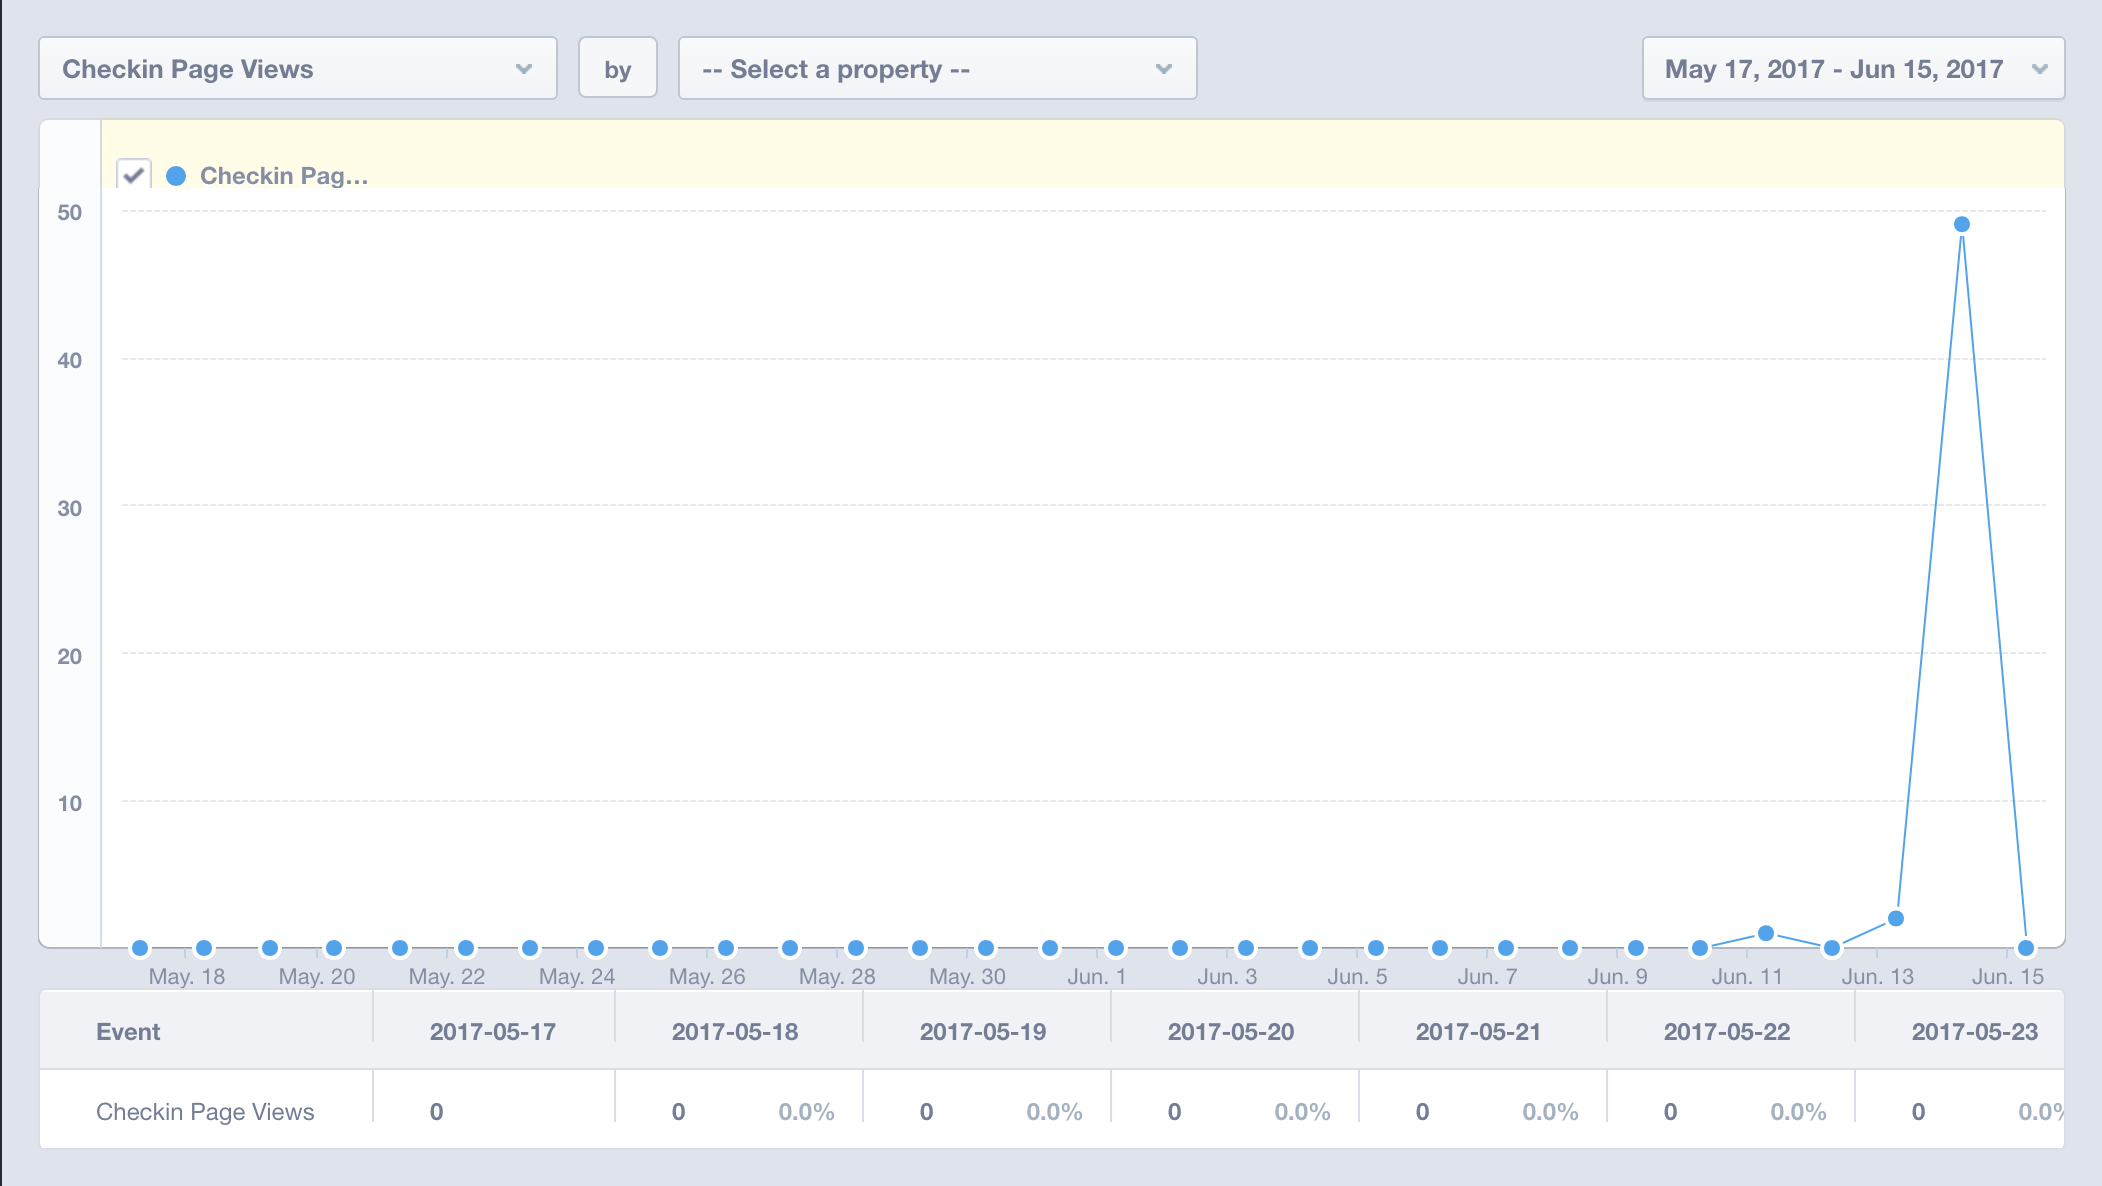 Checkin Page Views by -- Select a property -- May 17, 2017 - Jun 15, 2017
Checkin Pag...
50
40
30
20
10
May. 18 May. 20 May. 22 May. 24 May. 26 May. 28 May. 30 Jun. 1 Jun. 3 Jun. 5 Jun. 7 Jun. 9 Jun. 11 Jun. 13 Jun. 15
Event 2017-05-17 2017-05-18 2017-05-19 2017-05-20 2017-05-21 2017-05-22 2017-05-23
Checkin Page Views 0 0 0.0% 0 0.0% 0 0.0% 0 0.0% 0 0.0% 0 0.0%